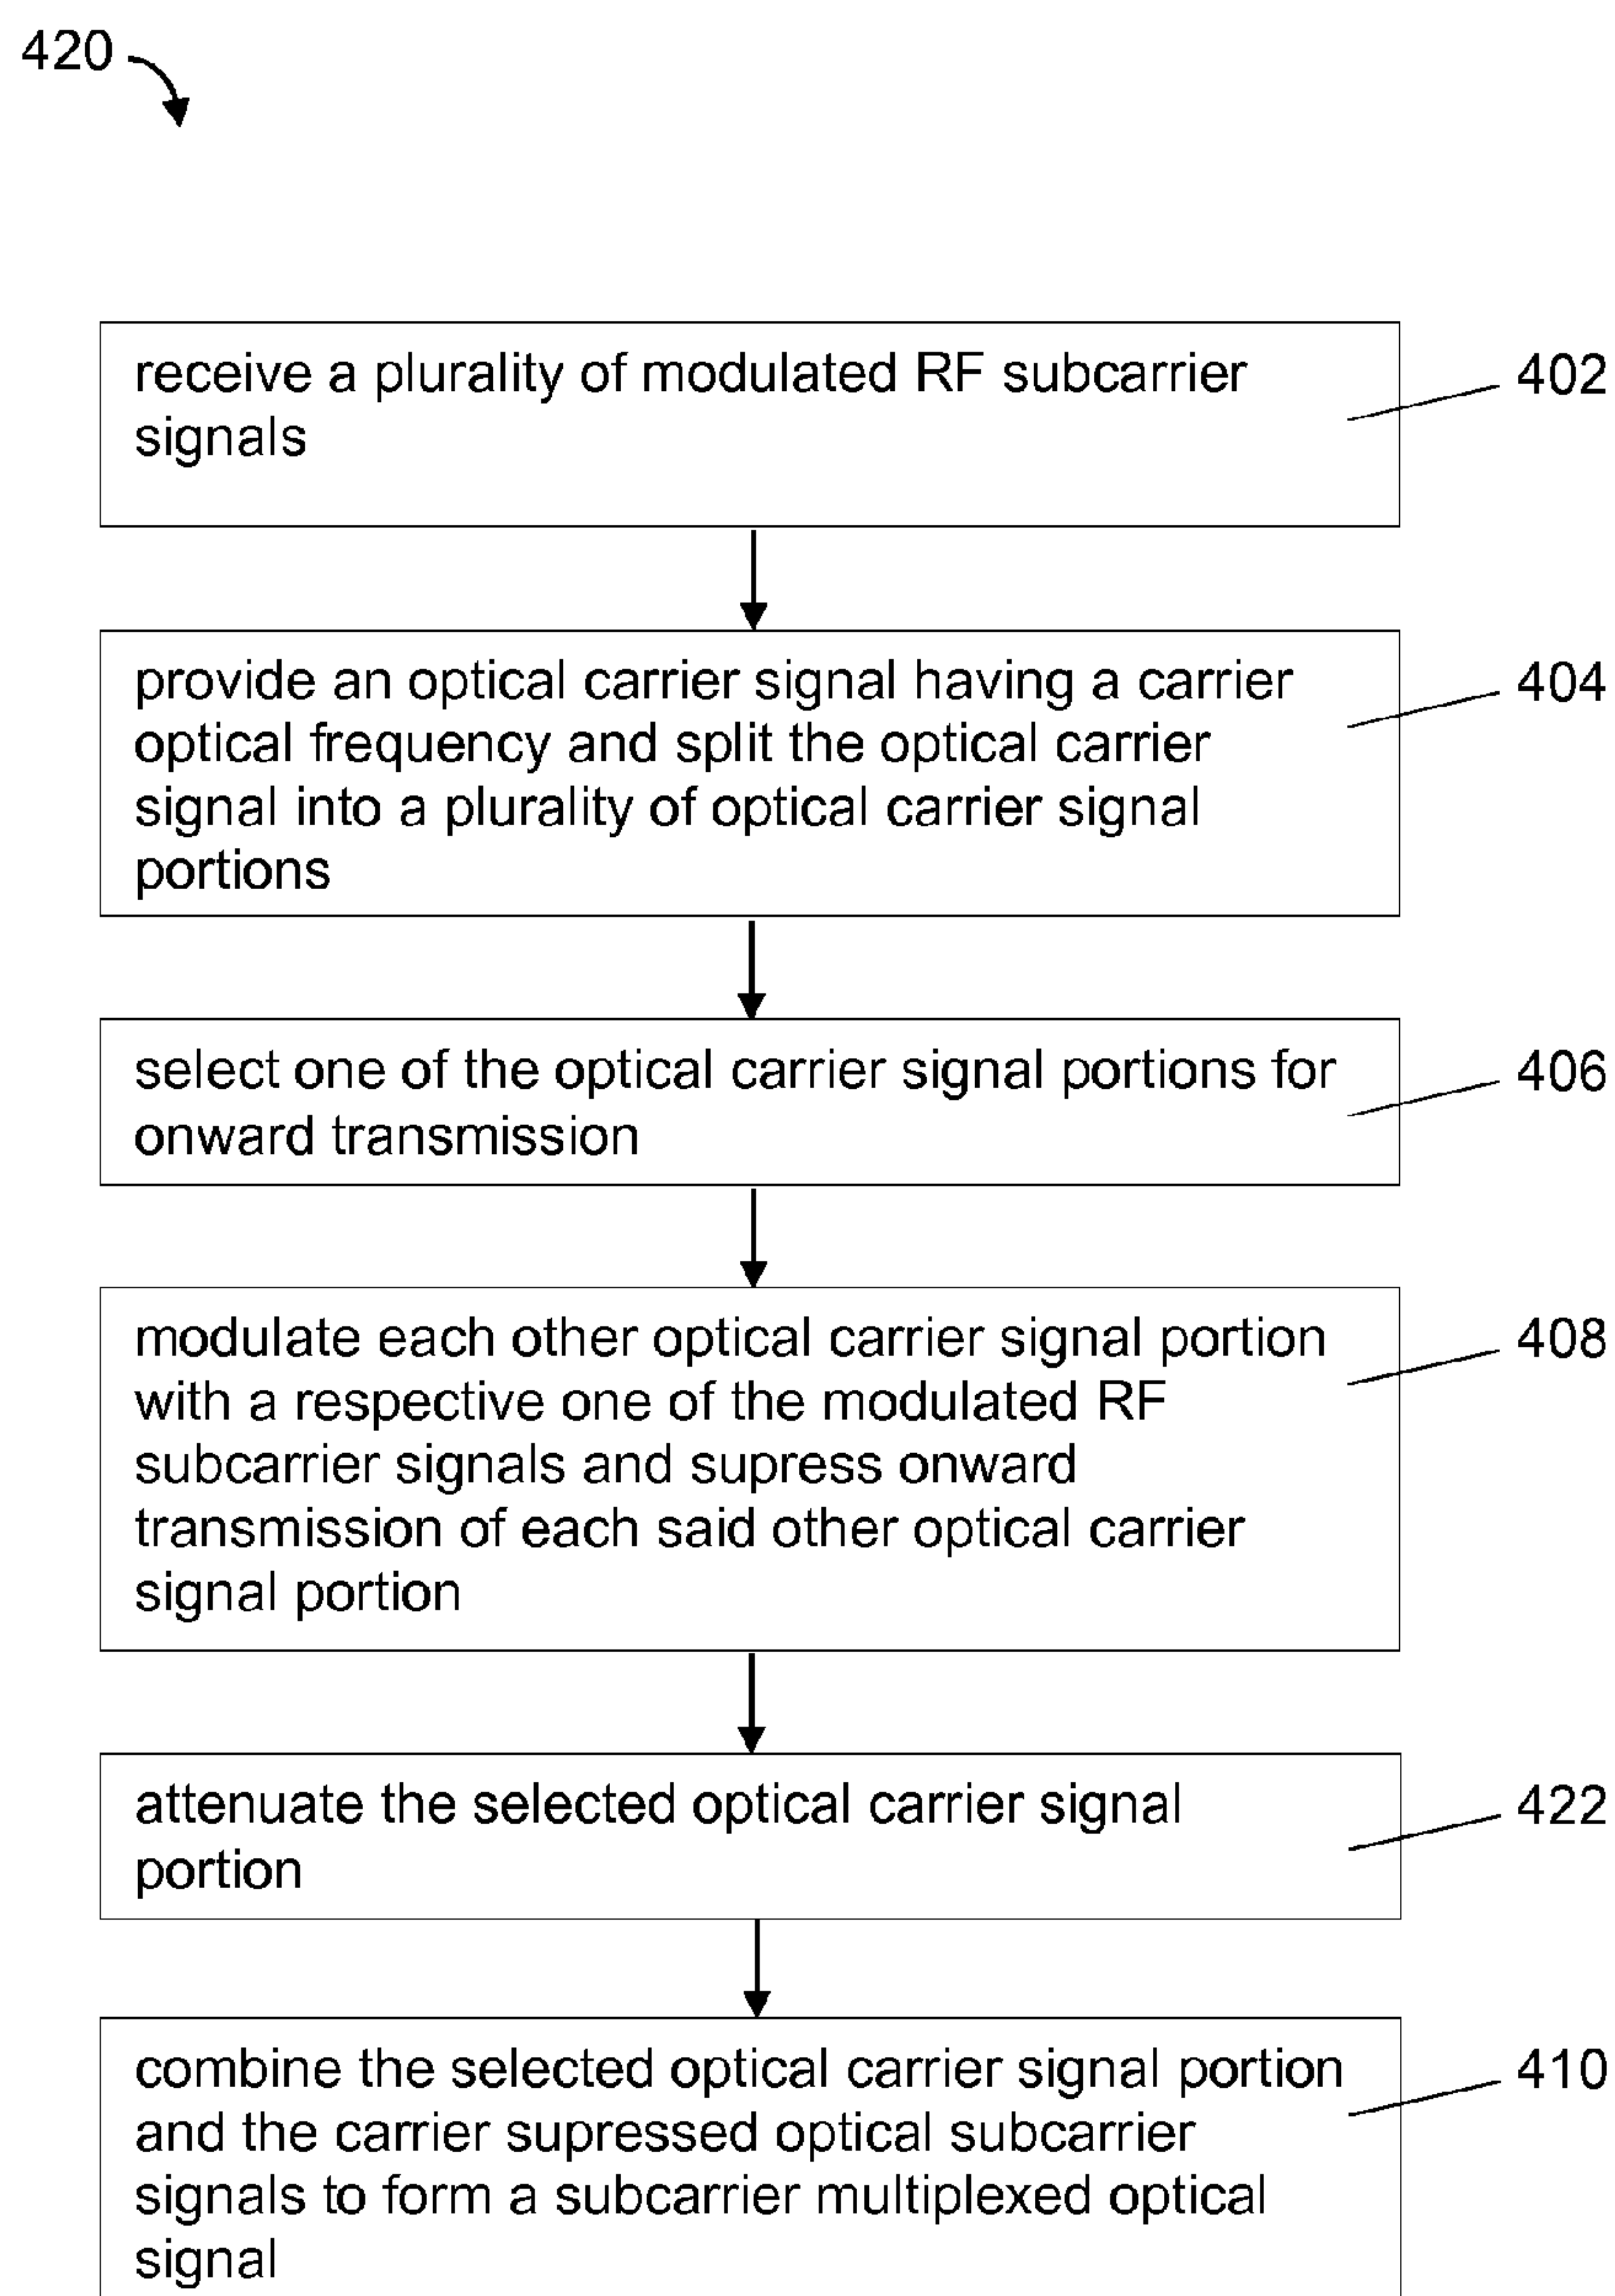 420
receive a plurality of modulated RF subcarrier
signals
402
provide an optical carrier signal having a carrier
optical frequency and split the optical carrier
signal into a plurality of optical carrier signal
portions
404
select one of the optical carrier signal portions for
onward transmission
406
modulate each other optical carrier signal portion
with a respective one of the modulated RF
subcarrier signals and supress onward
transmission of each said other optical carrier
signal portion
408
attenuate the selected optical carrier signal
portion
422
combine the selected optical carrier signal portion
and the carrier supressed optical subcarrier
signals to form a subcarrier multiplexed optical
signal
410